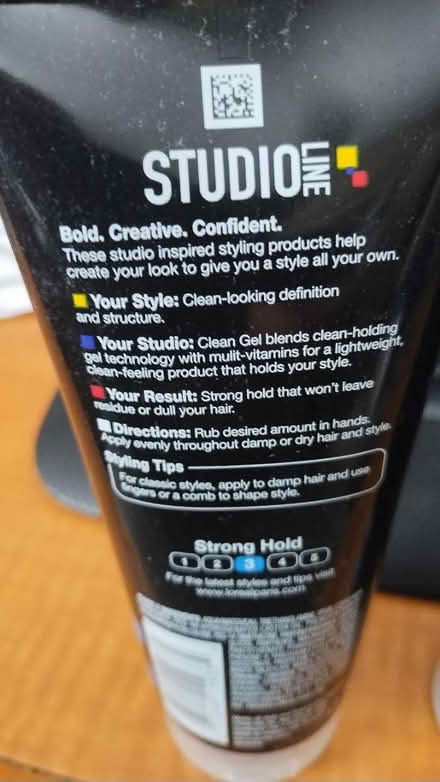 STUDIO LINE
Bold. Creative. Confident.
These studio inspired styling products help
create your look to give you a style all your own.
Your Style: Clean-looking definition
and structure.
Your Studio: Clean Gel blends clean-holding
gel technology with mulit-vitamins for a lightweight,
clean-feeling product that holds your style.
Your Result: Strong hold that won't leave
residue or dull your hair.
Directions: Rub desired amount in hands.
Apply evenly throughout damp or dry hair and style.
Styling Tips
For classic styles, apply to damp hair and use
fingers or a comb to shape style.
Strong Hold
1 2 3 4 5
For the latest styles and tips visit
www.lorealparis.com